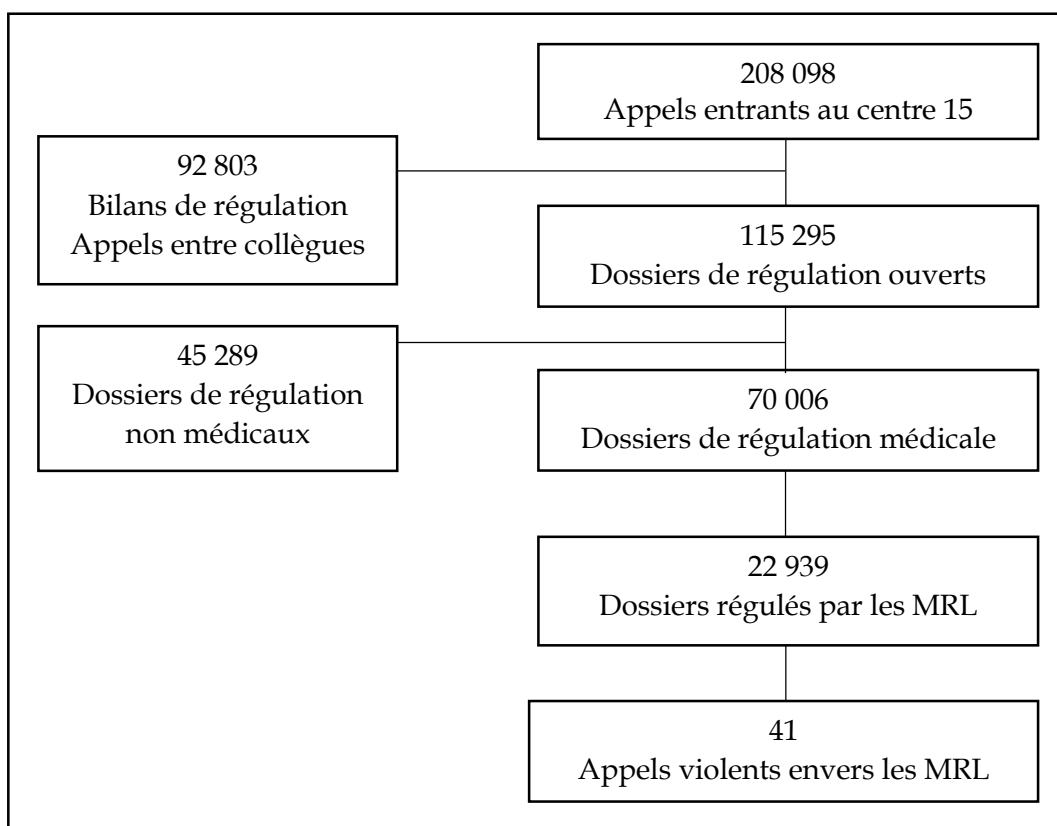 208 098
Appels entrants au centre 15
92 803
Bilans de régulation
Appels entre collègues
115 295
Dossiers de régulation ouverts
45 289
Dossiers de régulation
non médicaux
70 006
Dossiers de régulation médicale
22 939
Dossiers régulés par les MRL
41
Appels violents envers les MRL